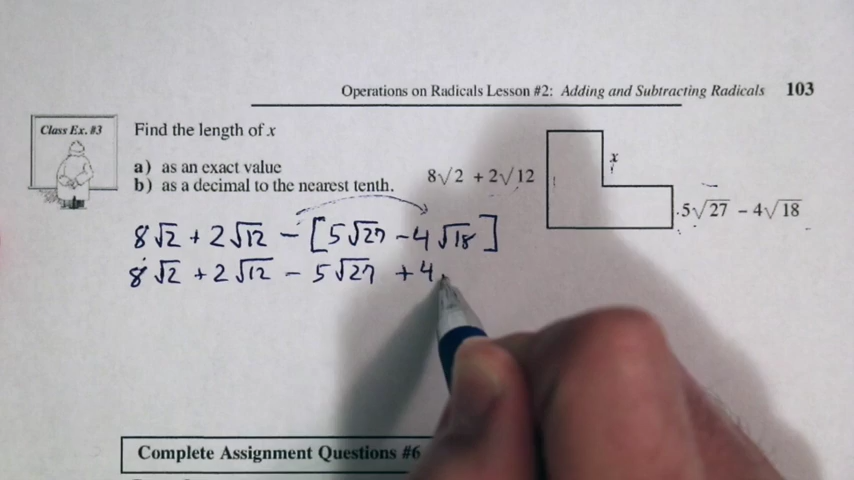 Operations on Radicals Lesson #2: Adding and Subtracting Radicals 103
Class Ex. #3
Find the length of x
a) as an exact value
b) as a decimal to the nearest tenth.
8√2 + 2√12
x
5√27 − 4√18
8√2 + 2√12 − [5√27 − 4√18]
8√2 + 2√12 − 5√27 + 4
Complete Assignment Questions #6